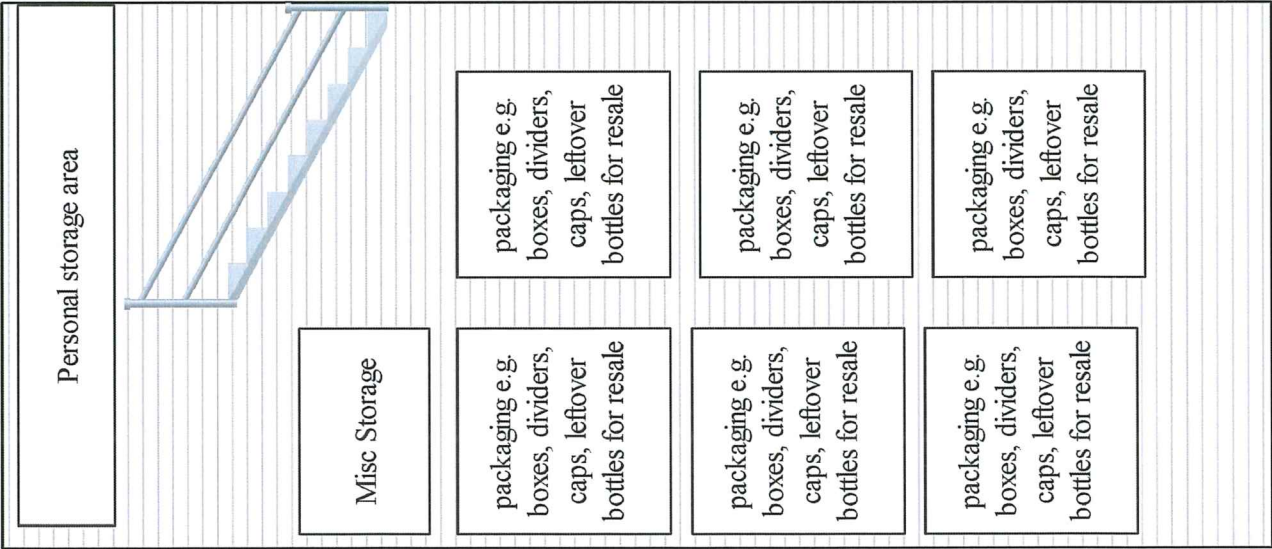 Personal storage area
Misc Storage
packaging e.g.
boxes, dividers,
caps, leftover
bottles for resale
packaging e.g.
boxes, dividers,
caps, leftover
bottles for resale
packaging e.g.
boxes, dividers,
caps, leftover
bottles for resale
packaging e.g.
boxes, dividers,
caps, leftover
bottles for resale
packaging e.g.
boxes, dividers,
caps, leftover
bottles for resale
packaging e.g.
boxes, dividers,
caps, leftover
bottles for resale